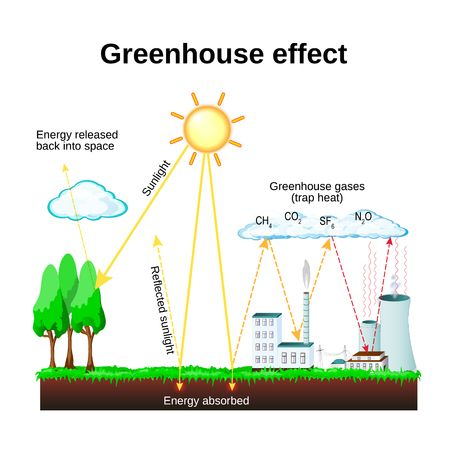 Greenhouse effect
Energy released
back into space
Sunlight
Greenhouse gases
(trap heat)
CH₄
CO₂
SF₆
N₂O
Reflected sunlight
Energy absorbed